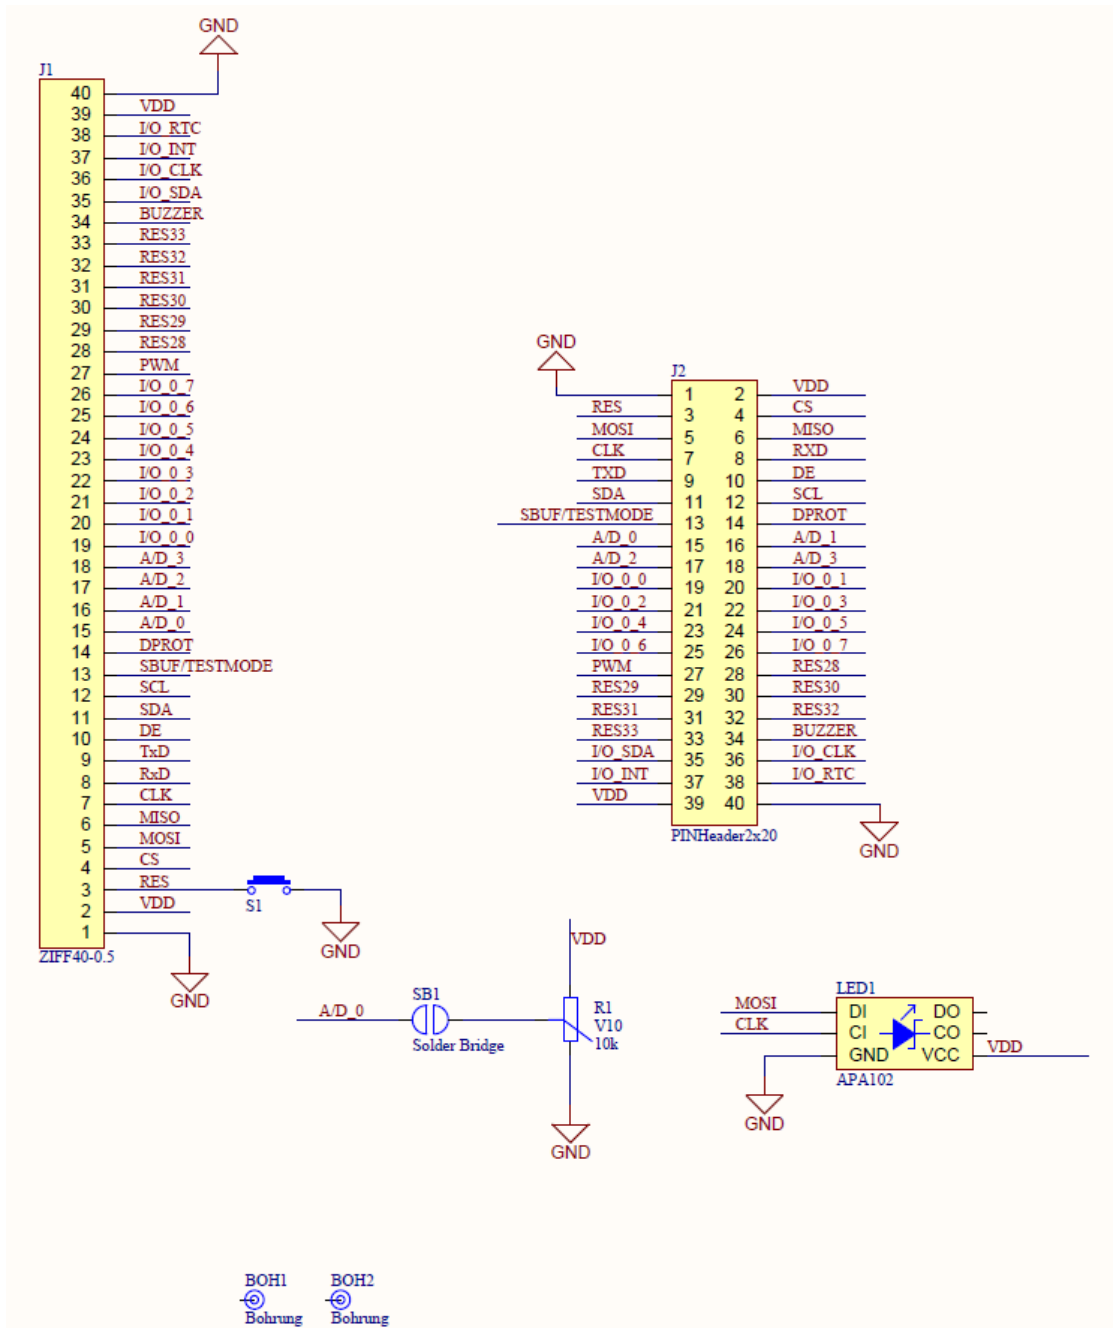 GND
J1
40
39 VDD
38 I/O_RTC
37 I/O_INT
36 I/O_CLK
35 I/O_SDA
34 BUZZER
33 RES33
32 RES32
31 RES31
30 RES30
29 RES29
28 RES28
27 PWM
26 I/O_0_7
25 I/O_0_6
24 I/O_0_5
23 I/O_0_4
22 I/O_0_3
21 I/O_0_2
20 I/O_0_1
19 I/O_0_0
18 A/D_3
17 A/D_2
16 A/D_1
15 A/D_0
14 DPROT
13 SBUF/TESTMODE
12 SCL
11 SDA
10 DE
9 TxD
8 RxD
7 CLK
6 MISO
5 MOSI
4 CS
3 RES
2 VDD
1
ZIFF40-0.5
GND
S1
GND
GND
J2
1 2 VDD
RES 3 4 CS
MOSI 5 6 MISO
CLK 7 8 RXD
TXD 9 10 DE
SDA 11 12 SCL
SBUF/TESTMODE 13 14 DPROT
A/D_0 15 16 A/D_1
A/D_2 17 18 A/D_3
I/O_0_0 19 20 I/O_0_1
I/O_0_2 21 22 I/O_0_3
I/O_0_4 23 24 I/O_0_5
I/O_0_6 25 26 I/O_0_7
PWM 27 28 RES28
RES29 29 30 RES30
RES31 31 32 RES32
RES33 33 34 BUZZER
I/O_SDA 35 36 I/O_CLK
I/O_INT 37 38 I/O_RTC
VDD 39 40
PINHeader2x20
GND
VDD
A/D_0
SB1
Solder Bridge
R1
V10
10k
GND
LED1
MOSI DI DO
CLK CI CO
GND VCC VDD
APA102
GND
BOH1
Bohrung
BOH2
Bohrung